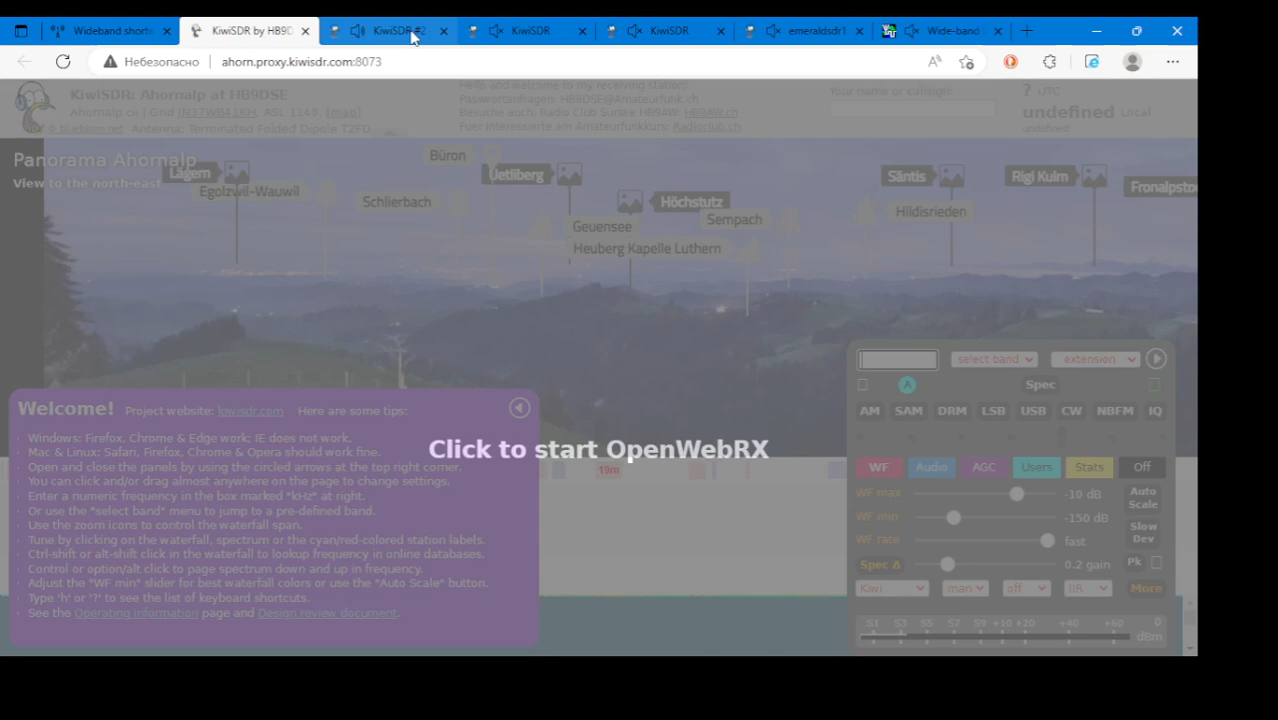 Wideband shortw
KiwiSDR by HB9D
KiwiSDR #2
KiwiSDR
KiwiSDR
emeraldsdr1
Wide-band
Небезопасно
ahorn.proxy.kiwisdr.com:8073
KiwiSDR: Ahornalp at HB9DSE
Ahornalp CH | Grid JN37WB41KH, ASL 1146, [map]
© bluezam.net Antenna: Terminated Folded Dipole T2FD
Help and welcome to my receiving station!
Passwortanfragen: HB9DSE@Amateurfunk.ch
Besuche auch: Radio Club Sursee HB9AW: HB9AW.ch
Fuer Interessierte am Amateurfunkkurs: Radioclub.ch
Your name or callsign:
? UTC
undefined Local
undefined
Panorama Ahornalp
View to the north-east
Lägern
Egolzwil-Wauwil
Schlierbach
Büron
Uetliberg
Geuensee
Höchstutz
Sempach
Heuberg Kapelle Luthern
Säntis
Hildisrieden
Rigi Kulm
Fronalpsto
Welcome! Project website: kiwisdr.com Here are some tips:
· Windows: Firefox, Chrome & Edge work; IE does not work.
· Mac & Linux: Safari, Firefox, Chrome & Opera should work fine.
· Open and close the panels by using the circled arrows at the top right corner.
· You can click and/or drag almost anywhere on the page to change settings.
· Enter a numeric frequency in the box marked "kHz" at right.
· Or use the "select band" menu to jump to a pre-defined band.
· Use the zoom icons to control the waterfall span.
· Tune by clicking on the waterfall, spectrum or the cyan/red-colored station labels.
· Ctrl-shift or alt-shift click in the waterfall to lookup frequency in online databases.
· Control or option/alt click to page spectrum down and up in frequency.
· Adjust the "WF min" slider for best waterfall colors or use the "Auto Scale" button.
· Type 'h' or '?' to see the list of keyboard shortcuts.
· See the Operating Information page and Design review document.
Click to start OpenWebRX
19m
select band
extension
A
Spec
AM SAM DRM LSB USB CW NBFM IQ
WF Audio AGC Users Stats Off
WF max -10 dB Auto Scale
WF min -150 dB
WF rate fast Slow Dev
Spec Δ 0.2 gain Pk
Kiwi man off IIR More
S1 S3 S5 S7 S9 +10 +20 +40 +60 0
dBm